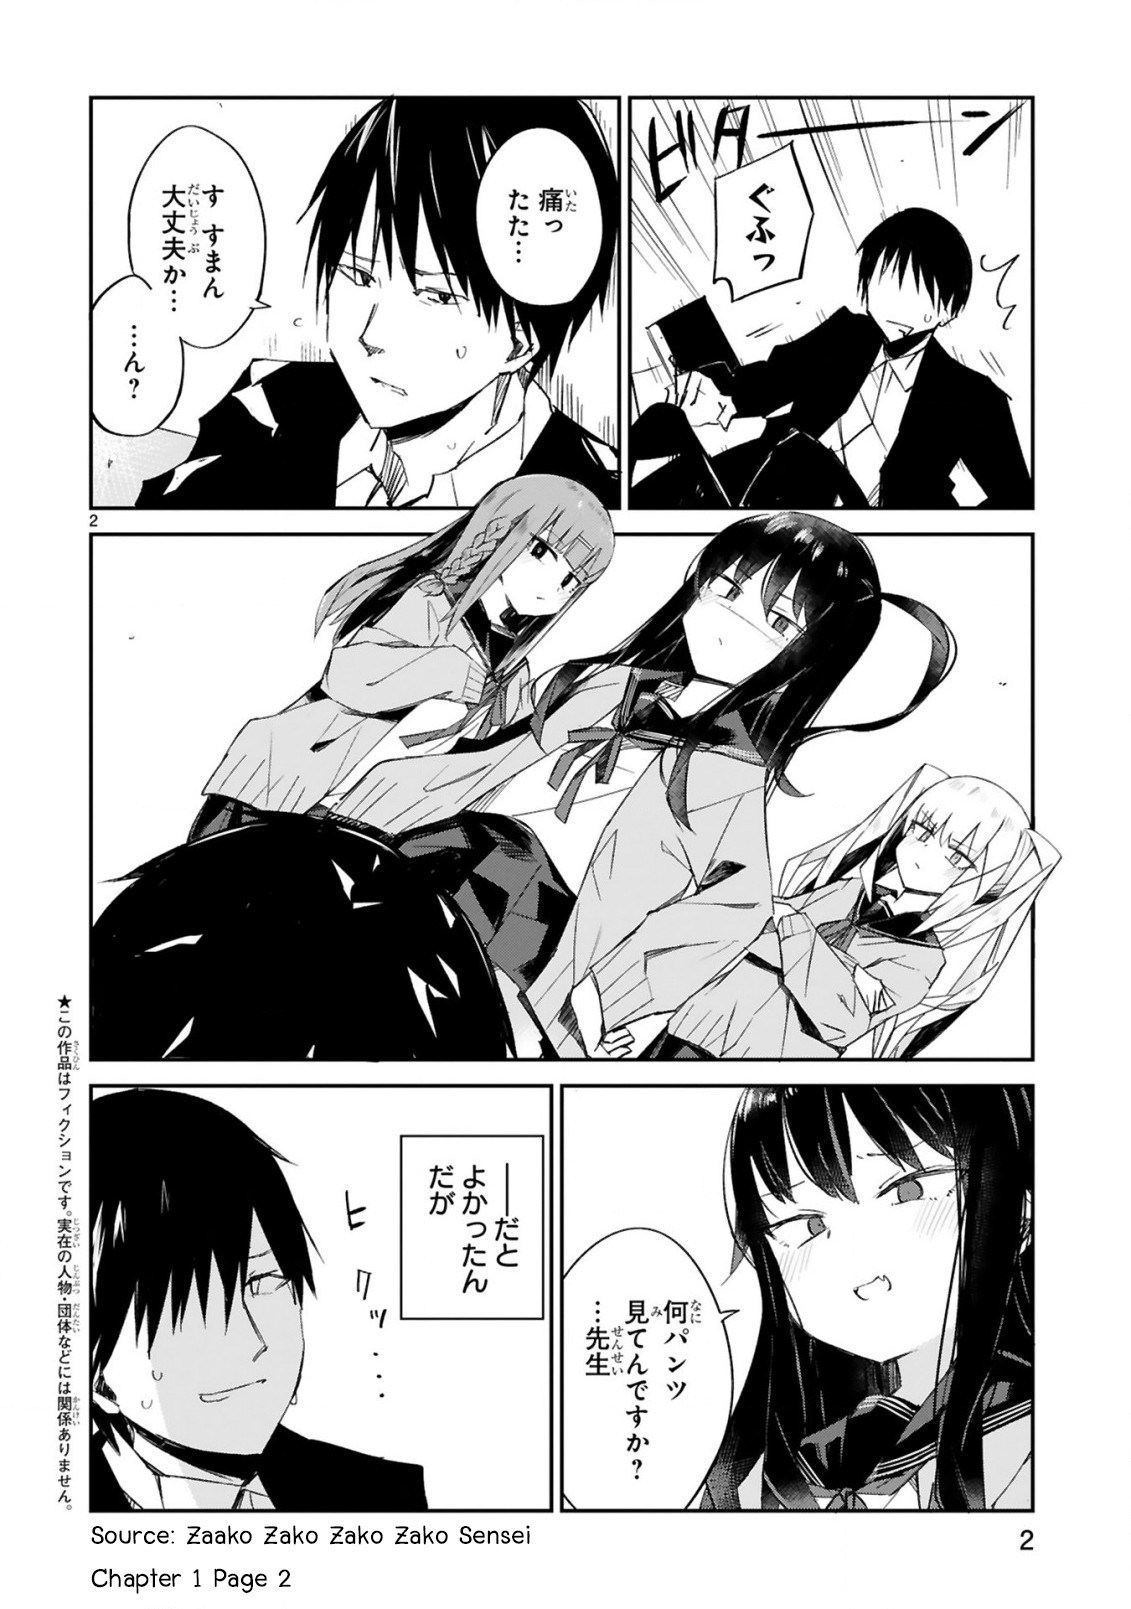 ビターーン
ぐふっ
痛っ
たた…
す すまん
大丈夫か…
…ん？
2
何パンツ
見てんですか？
…先生
――だと
よかったん
だが
ヒクッ…
★この作品はフィクションです。実在の人物・団体などには関係ありません。
2
Source: Zaako Zako Zako Zako Sensei
Chapter 1 Page 2